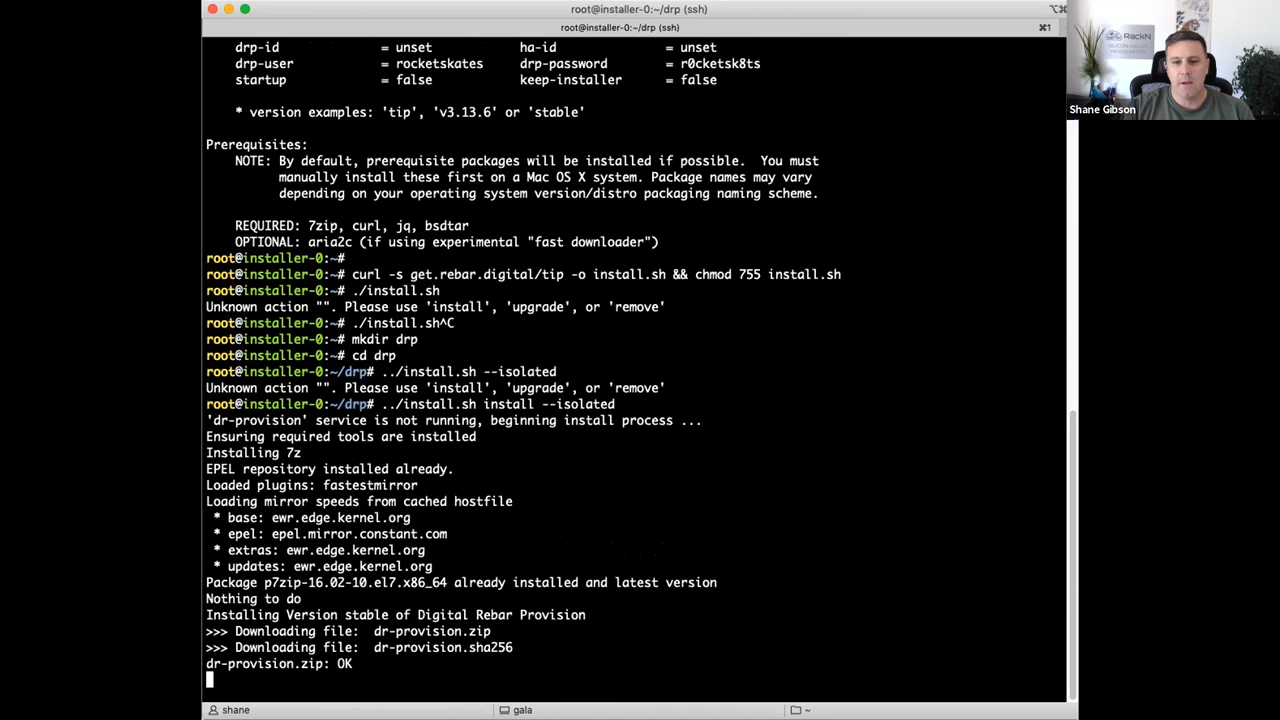 root@installer-0:~/drp (ssh)
root@installer-0:~/drp (ssh)
⌘1
drp-id = unset ha-id = unset
drp-user = rocketskates drp-password = r0cketsk8ts
startup = false keep-installer = false
* version examples: 'tip', 'v3.13.6' or 'stable'
Prerequisites:
NOTE: By default, prerequisite packages will be installed if possible. You must
manually install these first on a Mac OS X system. Package names may vary
depending on your operating system version/distro packaging naming scheme.
REQUIRED: 7zip, curl, jq, bsdtar
OPTIONAL: aria2c (if using experimental "fast downloader")
root@installer-0:~#
root@installer-0:~# curl -s get.rebar.digital/tip -o install.sh && chmod 755 install.sh
root@installer-0:~# ./install.sh
Unknown action "". Please use 'install', 'upgrade', or 'remove'
root@installer-0:~# ./install.sh^C
root@installer-0:~# mkdir drp
root@installer-0:~# cd drp
root@installer-0:~/drp# ../install.sh --isolated
Unknown action "". Please use 'install', 'upgrade', or 'remove'
root@installer-0:~/drp# ../install.sh install --isolated
'dr-provision' service is not running, beginning install process ...
Ensuring required tools are installed
Installing 7z
EPEL repository installed already.
Loaded plugins: fastestmirror
Loading mirror speeds from cached hostfile
* base: ewr.edge.kernel.org
* epel: epel.mirror.constant.com
* extras: ewr.edge.kernel.org
* updates: ewr.edge.kernel.org
Package p7zip-16.02-10.el7.x86_64 already installed and latest version
Nothing to do
Installing Version stable of Digital Rebar Provision
>>> Downloading file: dr-provision.zip
>>> Downloading file: dr-provision.sha256
dr-provision.zip: OK
shane
gala
~
RackN
Shane Gibson